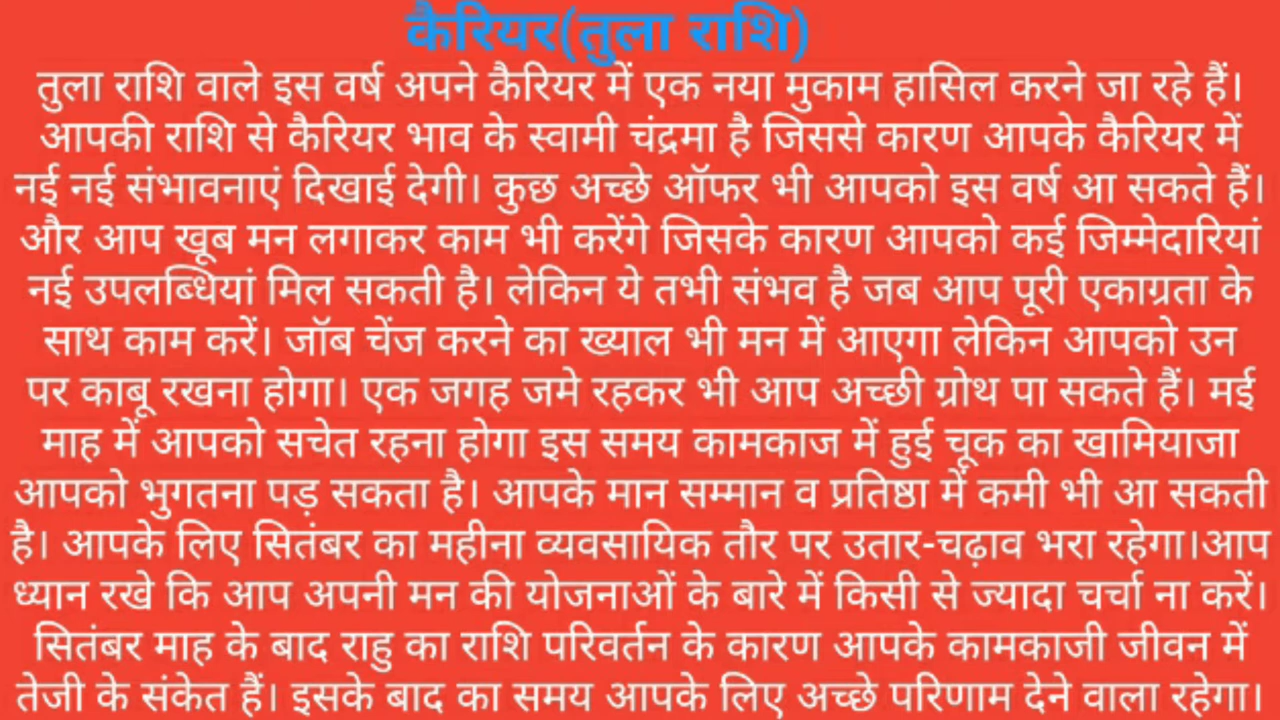 कैरियर(तुला राशि)
तुला राशि वाले इस वर्ष अपने कैरियर में एक नया मुकाम हासिल करने जा रहे हैं।
आपकी राशि से कैरियर भाव के स्वामी चंद्रमा है जिससे कारण आपके कैरियर में
नई नई संभावनाएं दिखाई देगी। कुछ अच्छे ऑफर भी आपको इस वर्ष आ सकते हैं।
और आप खूब मन लगाकर काम भी करेंगे जिसके कारण आपको कई जिम्मेदारियां
नई उपलब्धियां मिल सकती है। लेकिन ये तभी संभव है जब आप पूरी एकाग्रता के
साथ काम करें। जॉब चेंज करने का ख्याल भी मन में आएगा लेकिन आपको उन
पर काबू रखना होगा। एक जगह जमे रहकर भी आप अच्छी ग्रोथ पा सकते हैं। मई
माह में आपको सचेत रहना होगा इस समय कामकाज में हुई चूक का खामियाजा
आपको भुगतना पड़ सकता है। आपके मान सम्मान व प्रतिष्ठा में कमी भी आ सकती
है। आपके लिए सितंबर का महीना व्यवसायिक तौर पर उतार-चढ़ाव भरा रहेगा।आप
ध्यान रखे कि आप अपनी मन की योजनाओं के बारे में किसी से ज्यादा चर्चा ना करें।
सितंबर माह के बाद राहु का राशि परिवर्तन के कारण आपके कामकाजी जीवन में
तेजी के संकेत हैं। इसके बाद का समय आपके लिए अच्छे परिणाम देने वाला रहेगा।